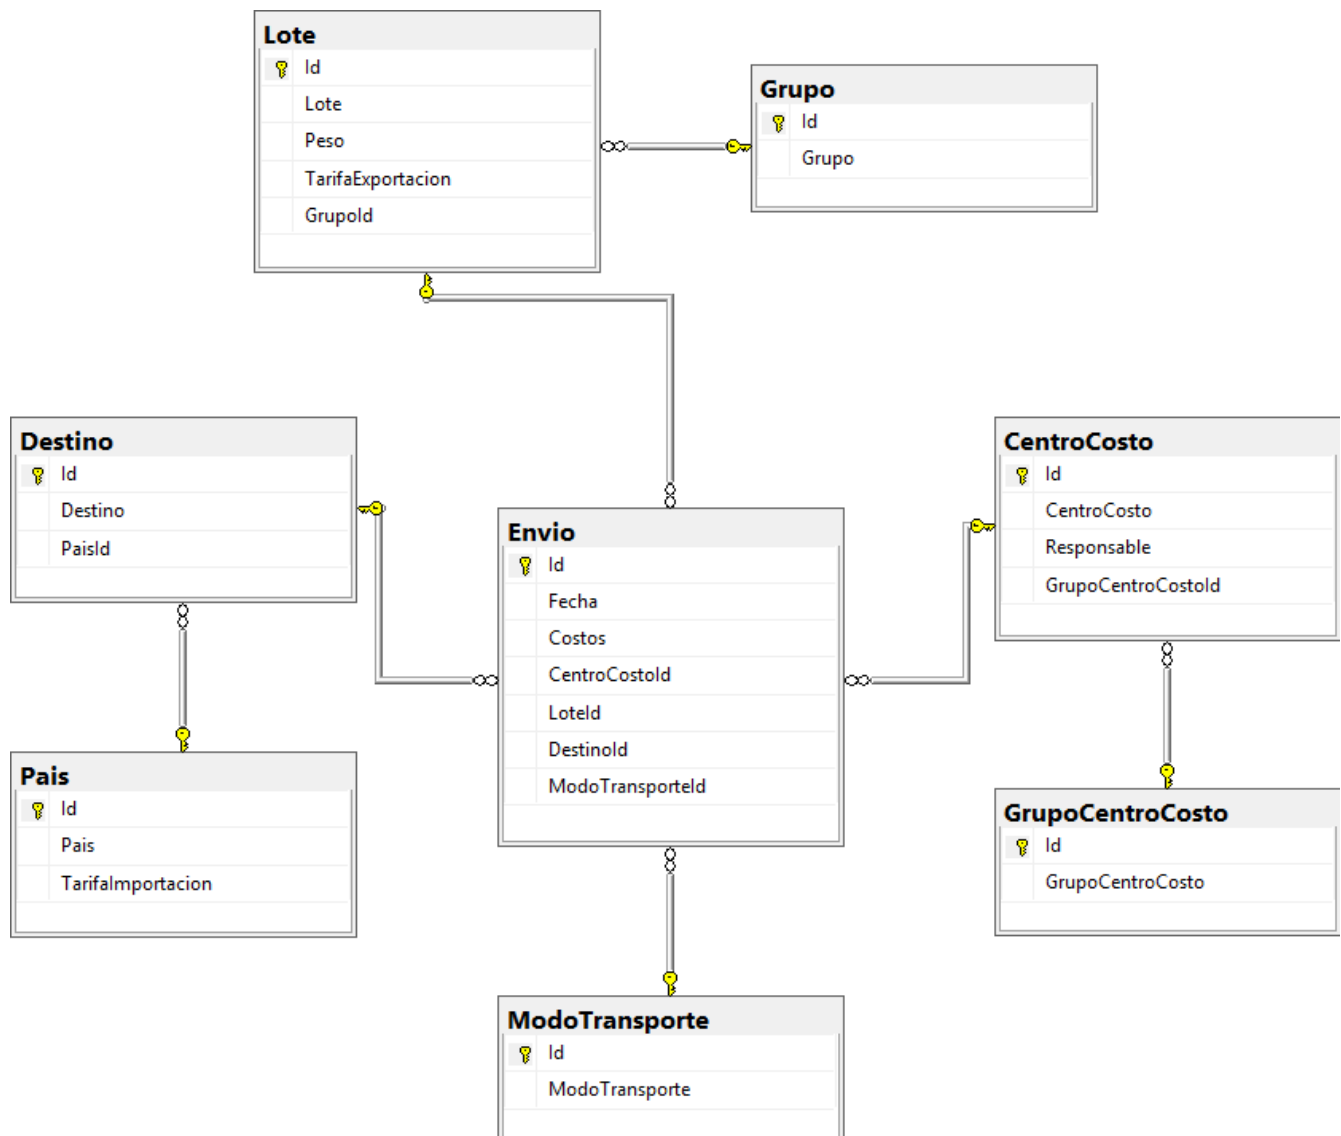 Lote
Id
Lote
Peso
TarifaExportacion
GrupoId
Grupo
Id
Grupo
Destino
Id
Destino
PaisId
Envio
Id
Fecha
Costos
CentroCostoId
LoteId
DestinoId
ModoTransporteId
CentroCosto
Id
CentroCosto
Responsable
GrupoCentroCostoId
Pais
Id
Pais
TarifaImportacion
GrupoCentroCosto
Id
GrupoCentroCosto
ModoTransporte
Id
ModoTransporte